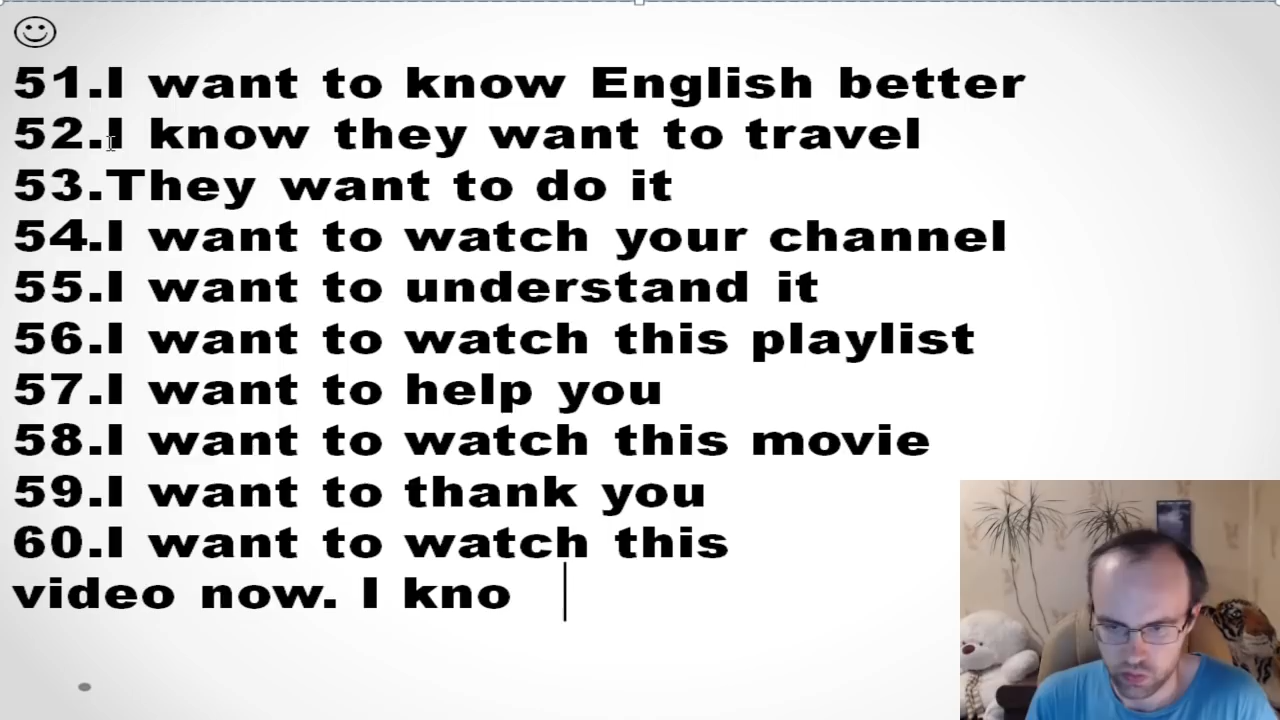 51.I want to know English better
52.I know they want to travel
53.They want to do it
54.I want to watch your channel
55.I want to understand it
56.I want to watch this playlist
57.I want to help you
58.I want to watch this movie
59.I want to thank you
60.I want to watch this
video now. I kno